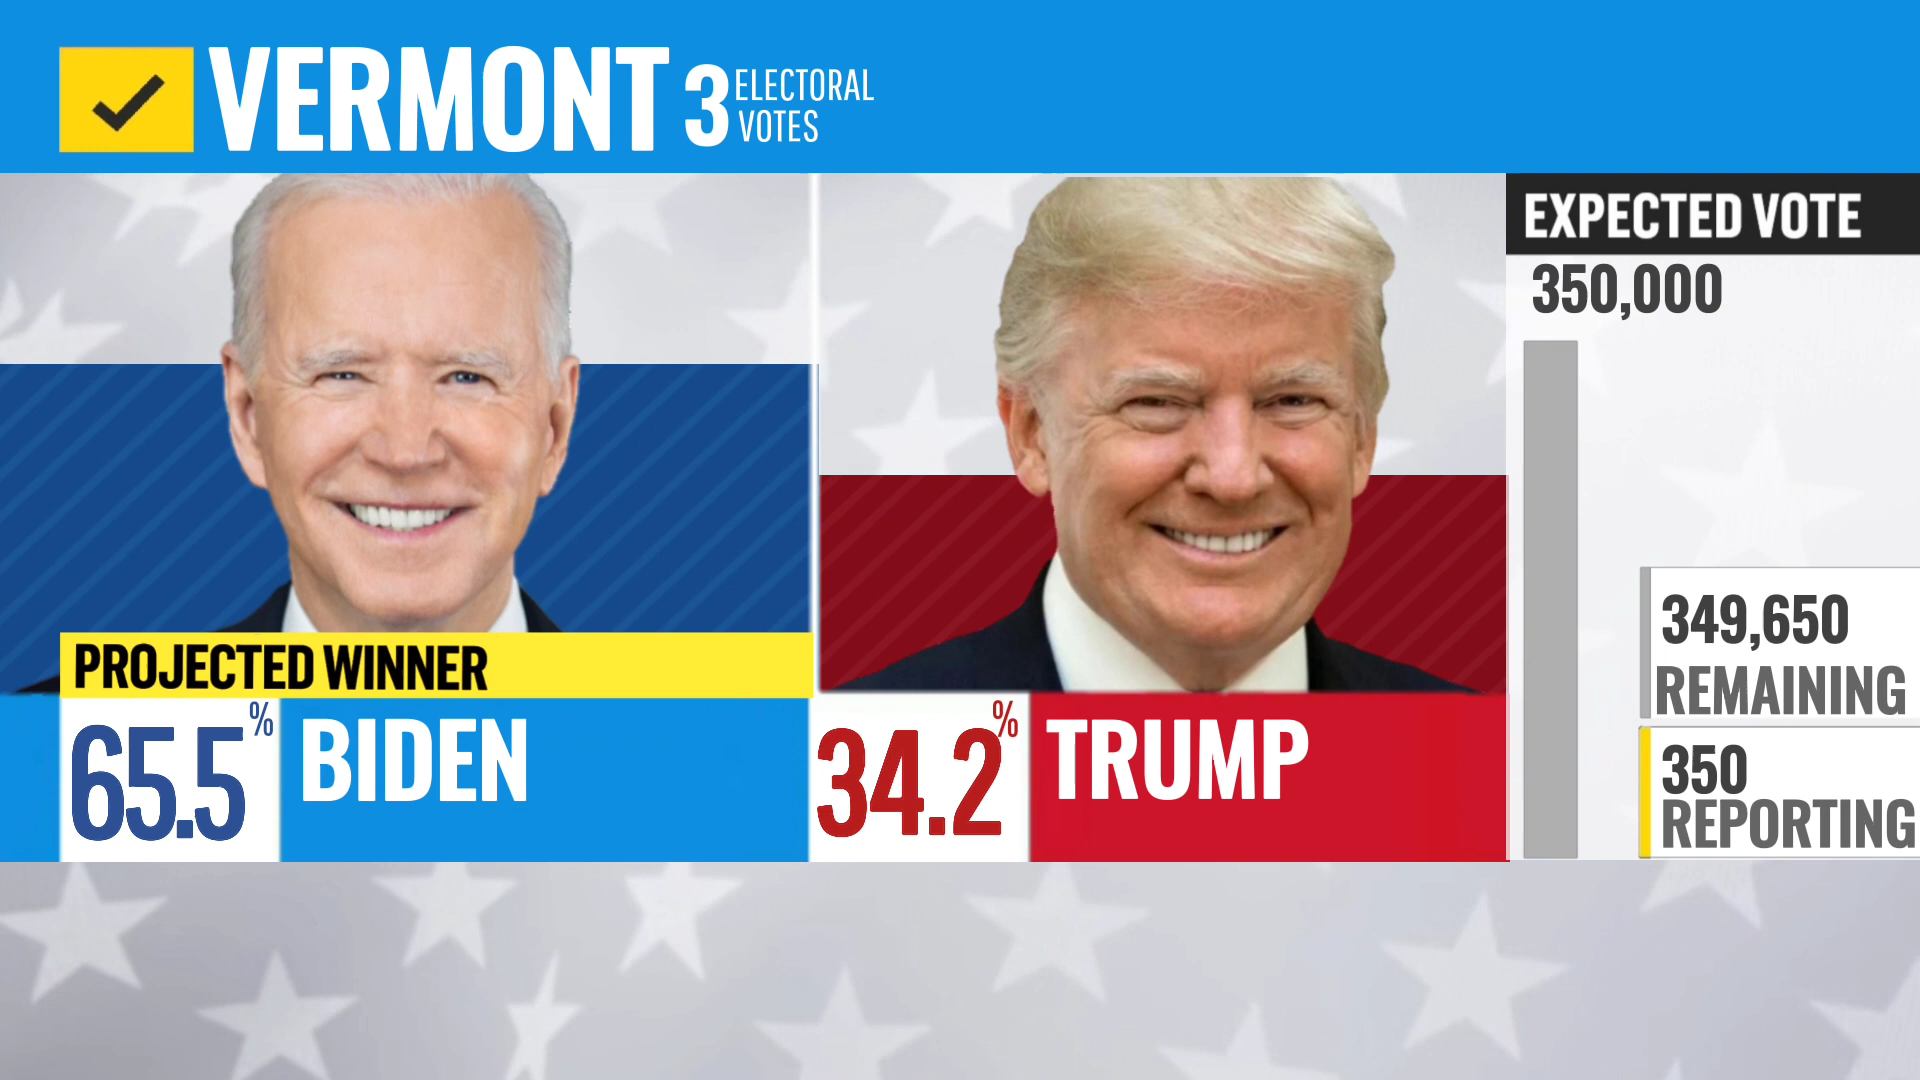 VERMONT 3 ELECTORAL
VOTES
EXPECTED VOTE
350,000
349,650
REMAINING
350
REPORTING
PROJECTED WINNER
65.5% BIDEN
34.2% TRUMP